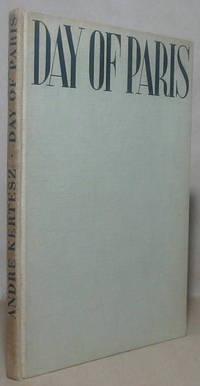 DAY OF PARIS
ANDRE KERTESZ · DAY OF PARIS